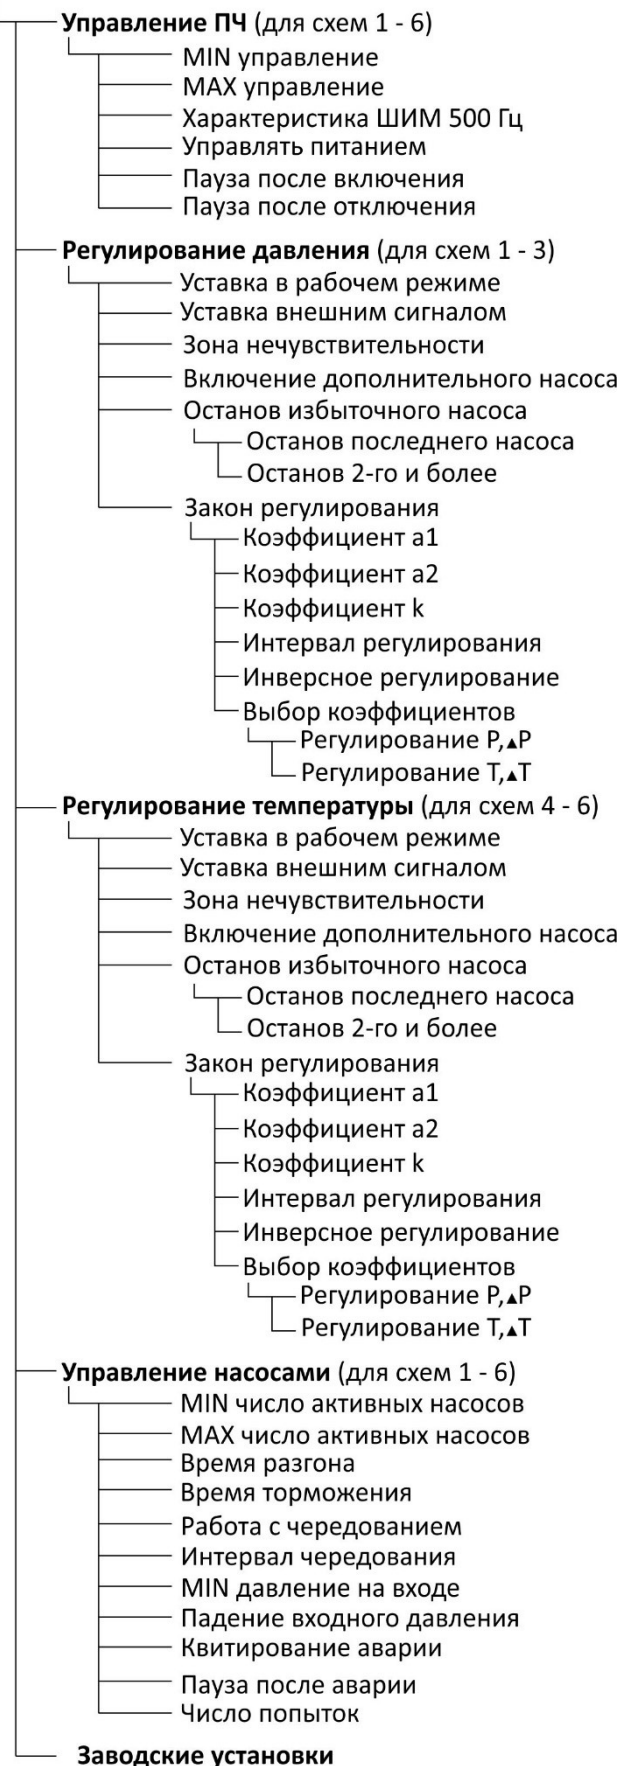 Управление ПЧ (для схем 1 - 6)
MIN управление
MAX управление
Характеристика ШИМ 500 Гц
Управлять питанием
Пауза после включения
Пауза после отключения
Регулирование давления (для схем 1 - 3)
Уставка в рабочем режиме
Уставка внешним сигналом
Зона нечувствительности
Включение дополнительного насоса
Останов избыточного насоса
Останов последнего насоса
Останов 2-го и более
Закон регулирования
Коэффициент a1
Коэффициент a2
Коэффициент k
Интервал регулирования
Инверсное регулирование
Выбор коэффициентов
Регулирование P,▲P
Регулирование T,▲T
Регулирование температуры (для схем 4 - 6)
Уставка в рабочем режиме
Уставка внешним сигналом
Зона нечувствительности
Включение дополнительного насоса
Останов избыточного насоса
Останов последнего насоса
Останов 2-го и более
Закон регулирования
Коэффициент a1
Коэффициент a2
Коэффициент k
Интервал регулирования
Инверсное регулирование
Выбор коэффициентов
Регулирование P,▲P
Регулирование T,▲T
Управление насосами (для схем 1 - 6)
MIN число активных насосов
MAX число активных насосов
Время разгона
Время торможения
Работа с чередованием
Интервал чередования
MIN давление на входе
Падение входного давления
Квитирование аварии
Пауза после аварии
Число попыток
Заводские установки